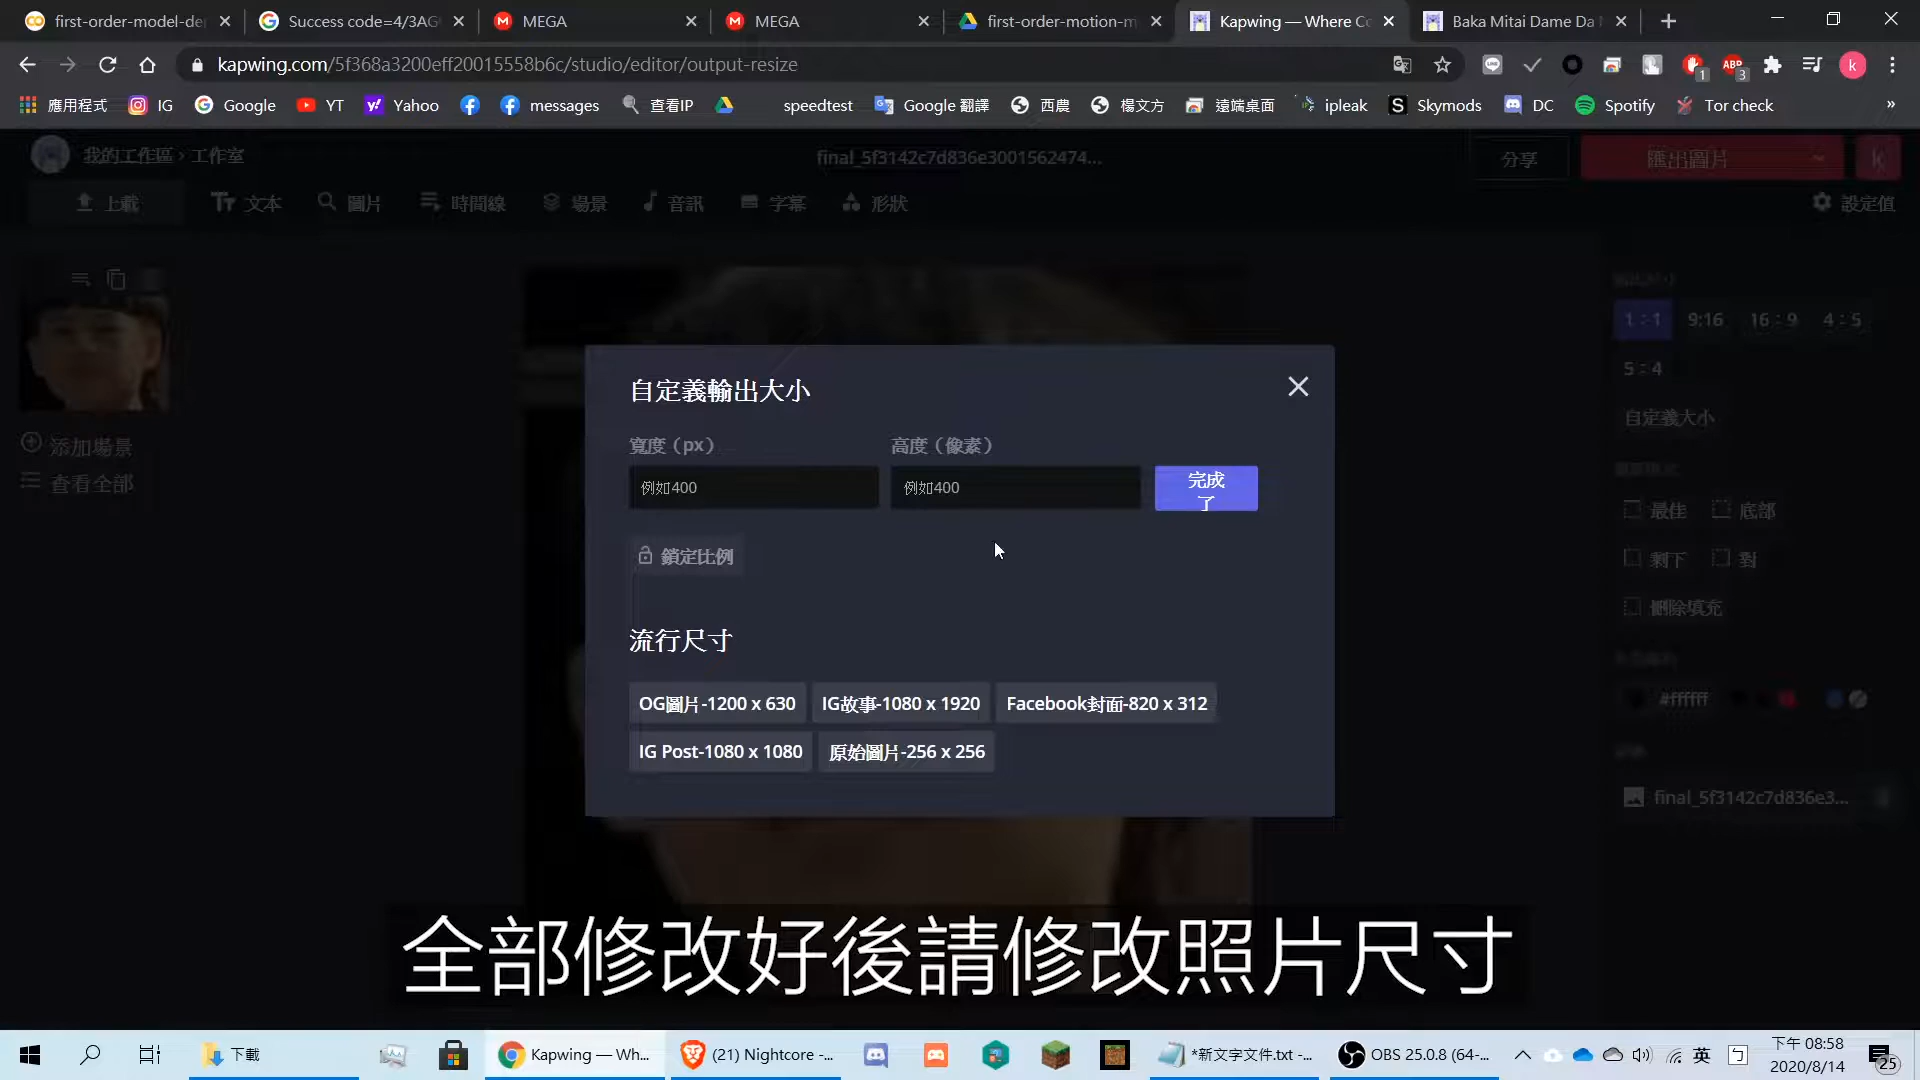 first-order-model-de
Success code=4/3AG
MEGA
MEGA
first-order-motion-m
Kapwing — Where Co
Baka Mitai Dame Da
kapwing.com/5f368a3200eff20015558b6c/studio/editor/output-resize
應用程式
IG
Google
YT
Yahoo
messages
查看IP
speedtest
Google 翻譯
西農
楊文方
遠端桌面
ipleak
Skymods
DC
Spotify
Tor check
»
我的工作區 › 工作室
final_5f3142c7d836e3001562474...
分享
匯出圖片
k
上載
文本
圖片
時間線
場景
音訊
字幕
形狀
設定值
1：1
9:16
16：9
4：5
5：4
自定義大小
添加場景
查看全部
自定義輸出大小
寬度（px）
高度（像素）
例如400
例如400
完成
了
鎖定比例
流行尺寸
OG圖片-1200 x 630
IG故事-1080 x 1920
Facebook封面-820 x 312
IG Post-1080 x 1080
原始圖片-256 x 256
最佳
底部
剩下
對
刪除填充
#ffffff
final_5f3142c7d836e3...
全部修改好後請修改照片尺寸
下載
Kapwing — Wh...
(21) Nightcore -...
*新文字文件.txt -...
OBS 25.0.8 (64-...
英
下午 08:58
2020/8/14
25